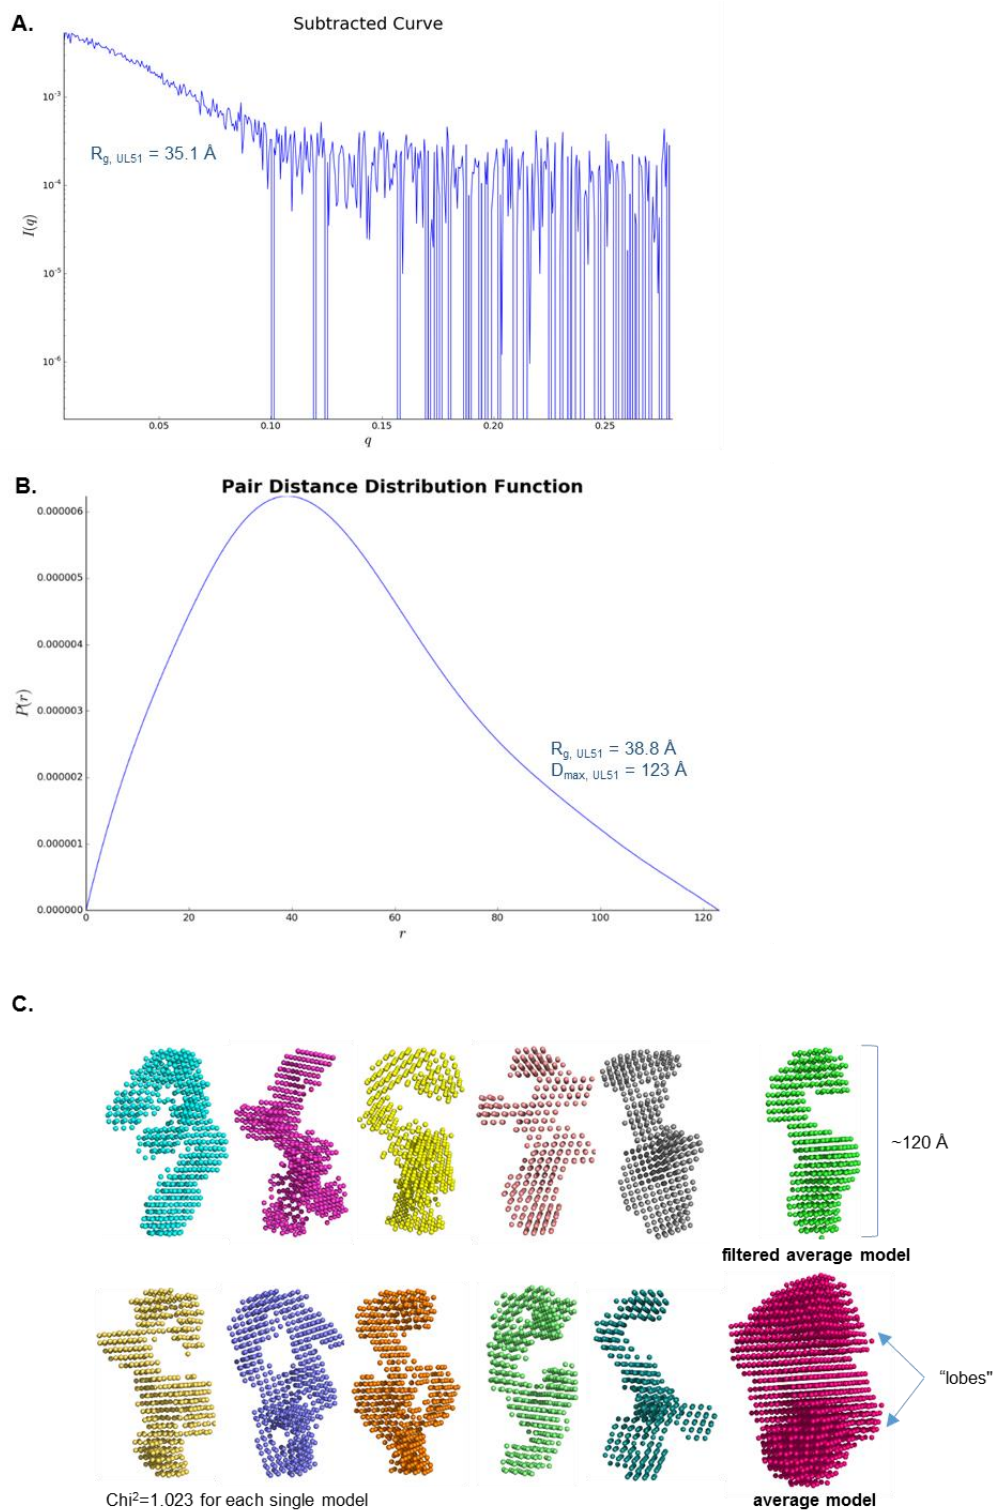 A.
Subtracted Curve
10⁻³
10⁻⁴
10⁻⁵
10⁻⁶
I(q)
Rg, UL51 = 35.1 Å
0.05 0.10 0.15 0.20 0.25
q
B.
Pair Distance Distribution Function
0.000006
0.000005
0.000004
0.000003
0.000002
0.000001
0.000000
P(r)
Rg, UL51 = 38.8 Å
Dmax, UL51 = 123 Å
0 20 40 60 80 100 120
r
C.
~120 Å
filtered average model
“lobes"
Chi²=1.023 for each single model
average model